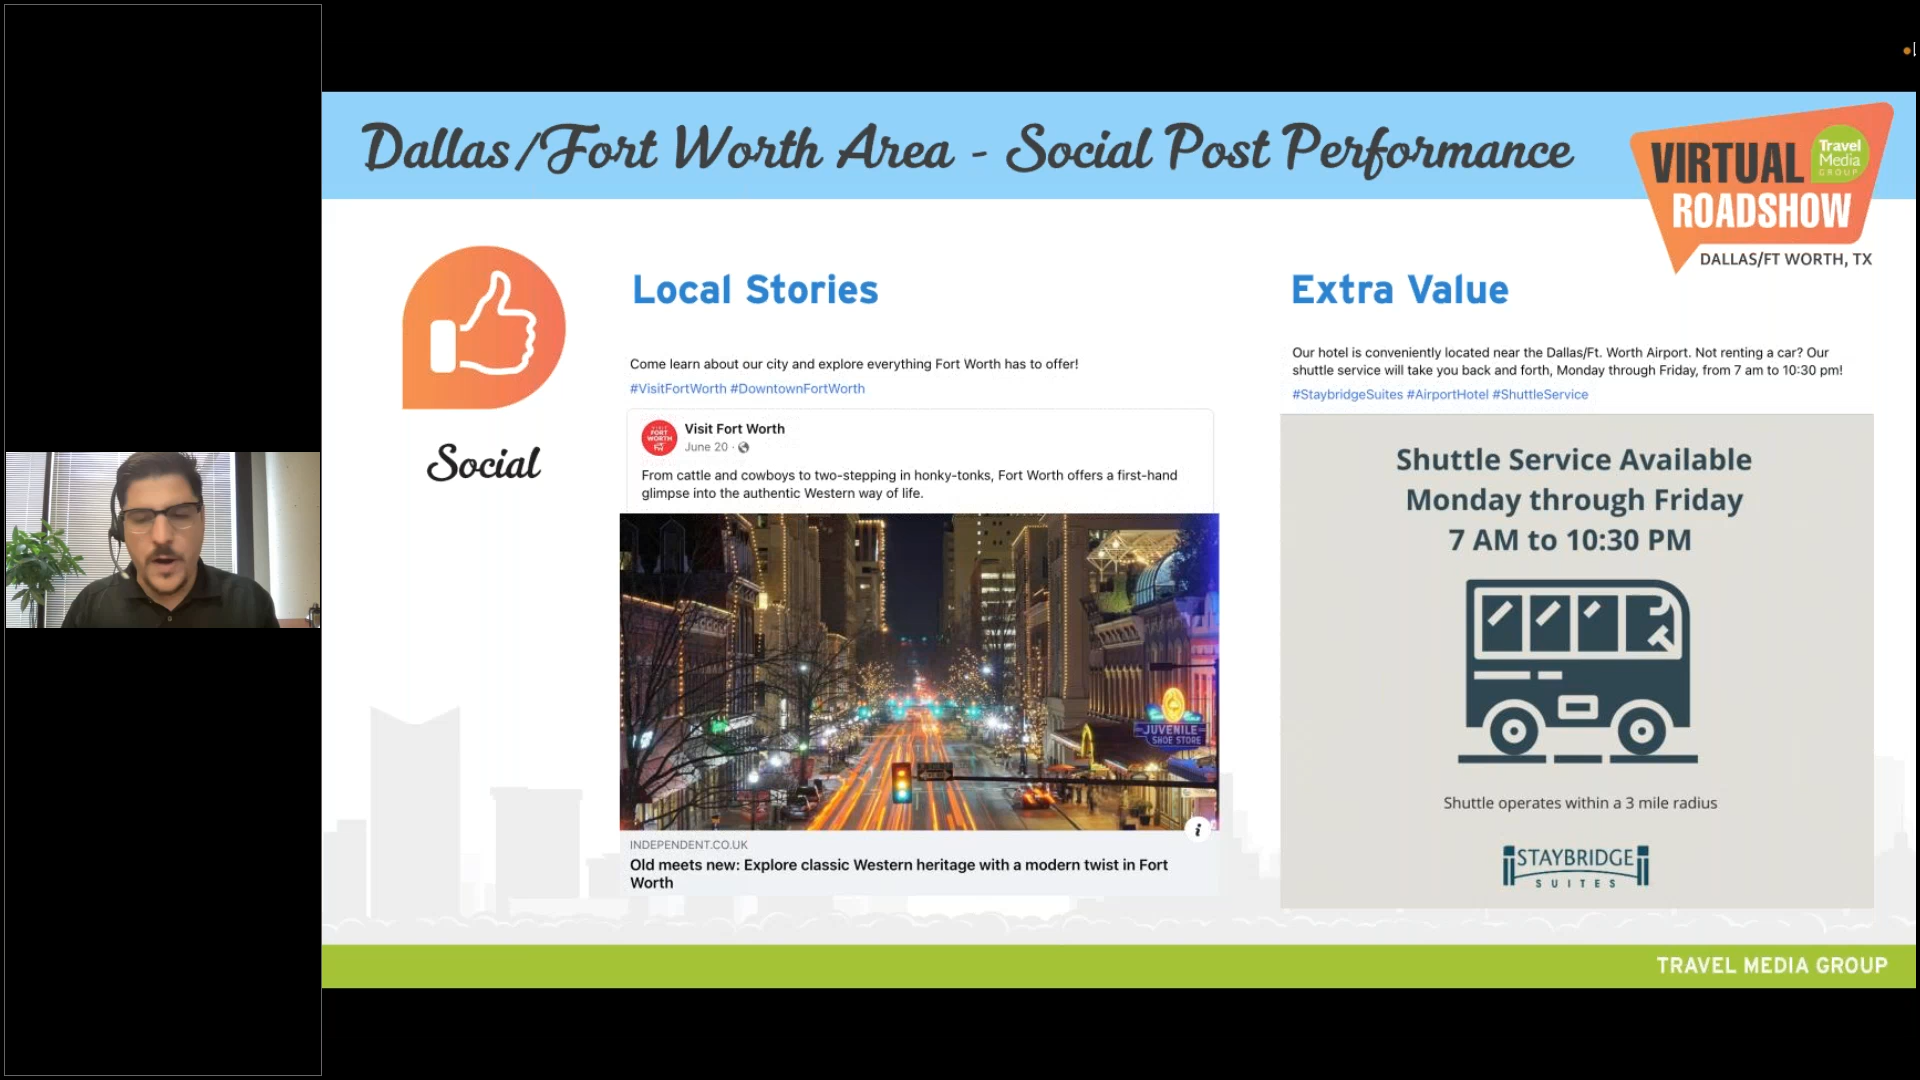 Dallas/Fort Worth Area - Social Post Performance
VIRTUAL
ROADSHOW
Travel
Media
GROUP
DALLAS/FT WORTH, TX
Social
Local Stories
Come learn about our city and explore everything Fort Worth has to offer!
#VisitFortWorth #DowntownFortWorth
VISIT
FORT
WORTH
Visit Fort Worth
June 20 ·
From cattle and cowboys to two-stepping in honky-tonks, Fort Worth offers a first-hand
glimpse into the authentic Western way of life.
JUVENILE
SHOE STORE
i
INDEPENDENT.CO.UK
Old meets new: Explore classic Western heritage with a modern twist in Fort
Worth
Extra Value
Our hotel is conveniently located near the Dallas/Ft. Worth Airport. Not renting a car? Our
shuttle service will take you back and forth, Monday through Friday, from 7 am to 10:30 pm!
#StaybridgeSuites #AirportHotel #ShuttleService
Shuttle Service Available
Monday through Friday
7 AM to 10:30 PM
Shuttle operates within a 3 mile radius
STAYBRIDGE
SUITES
TRAVEL MEDIA GROUP